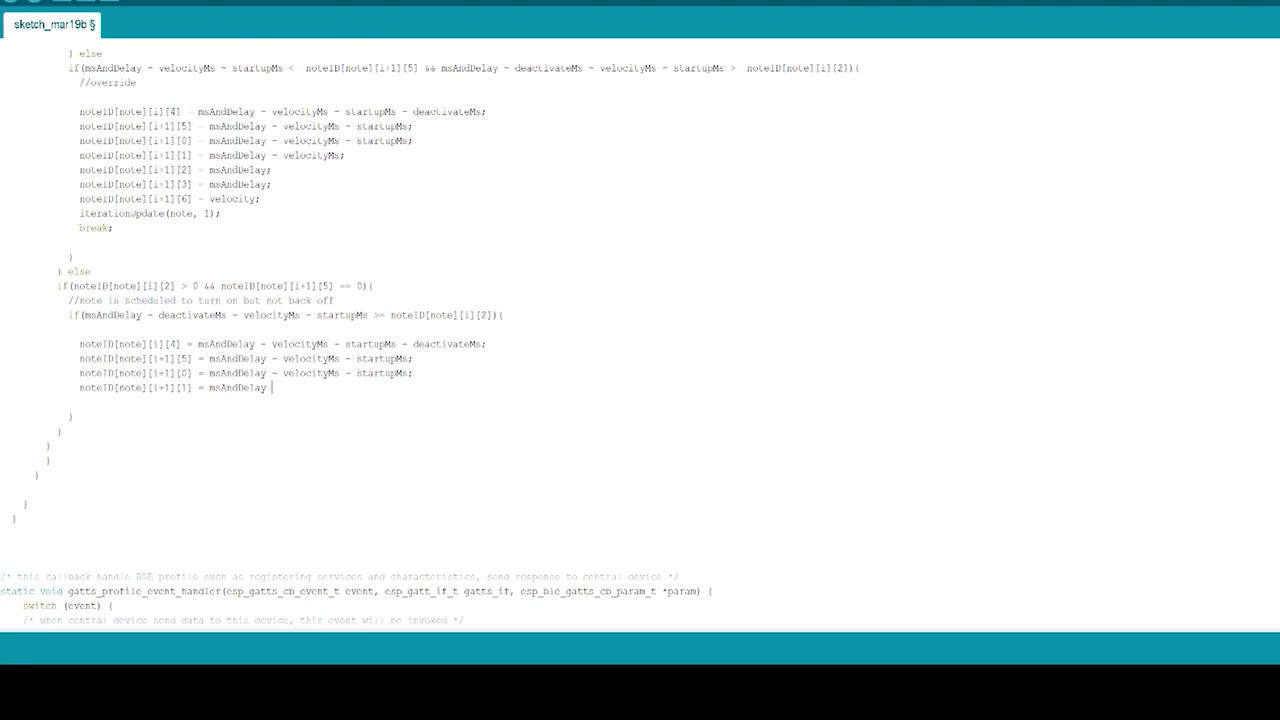 sketch_mar19b §
} else
if(msAndDelay - velocityMs - startupMs < noteID[note][i+1][5] && msAndDelay - deactivateMs - velocityMs - startupMs > noteID[note][i][2]){
//override
noteID[note][i][4] = msAndDelay - velocityMs - startupMs - deactivateMs;
noteID[note][i+1][5] = msAndDelay - velocityMs - startupMs;
noteID[note][i+1][0] = msAndDelay - velocityMs - startupMs;
noteID[note][i+1][1] = msAndDelay - velocityMs;
noteID[note][i+1][2] = msAndDelay;
noteID[note][i+1][3] = msAndDelay;
noteID[note][i+1][6] = velocity;
iterationUpdate(note, 1);
break;
}
} else
if(noteID[note][i][2] > 0 && noteID[note][i+1][5] == 0){
//note is scheduled to turn on but not back off
if(msAndDelay - deactivateMs - velocityMs - startupMs >= noteID[note][i][2]){
noteID[note][i][4] = msAndDelay - velocityMs - startupMs - deactivateMs;
noteID[note][i+1][5] = msAndDelay - velocityMs - startupMs;
noteID[note][i+1][0] = msAndDelay - velocityMs - startupMs;
noteID[note][i+1][1] = msAndDelay
}
}
}
}
}
}
}
/* this callback handle BLE profile such as registering services and characteristics, send response to central device */
static void gatts_profile_event_handler(esp_gatts_cb_event_t event, esp_gatt_if_t gatts_if, esp_ble_gatts_cb_param_t *param) {
switch (event) {
/* when central device send data to this device, this event will be invoked */